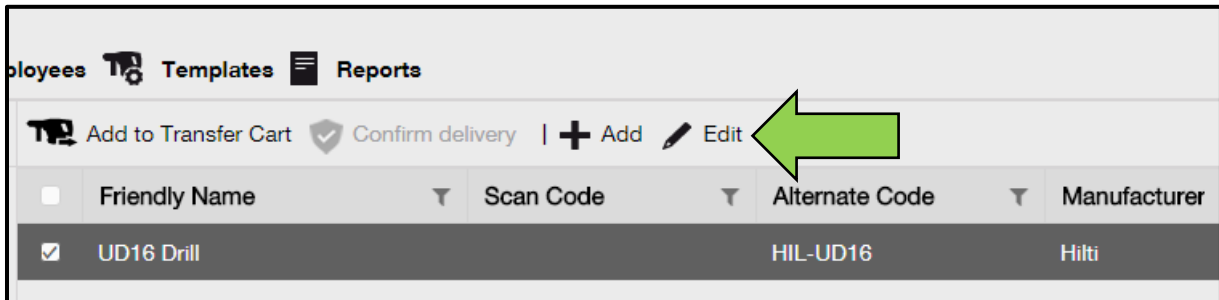 ployees Templates Reports
Add to Transfer Cart Confirm delivery | Add Edit
Friendly Name Scan Code Alternate Code Manufacturer
UD16 Drill HIL-UD16 Hilti